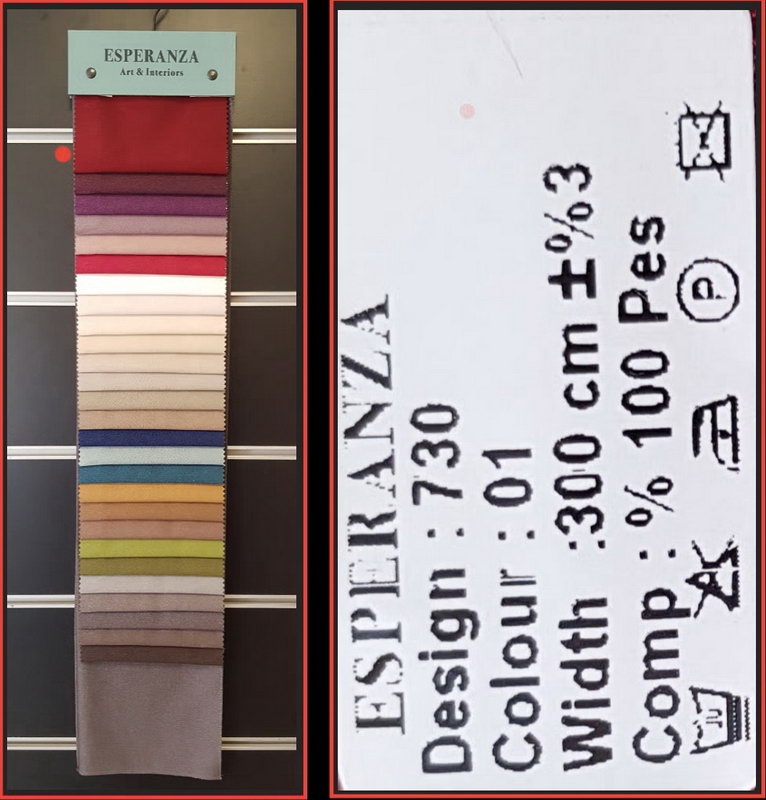 ESPERANZA
Art & Interiors
ESPERANZA
Design : 730
Colour : 01
Width :300 cm ±%3
Comp : % 100 Pes
P